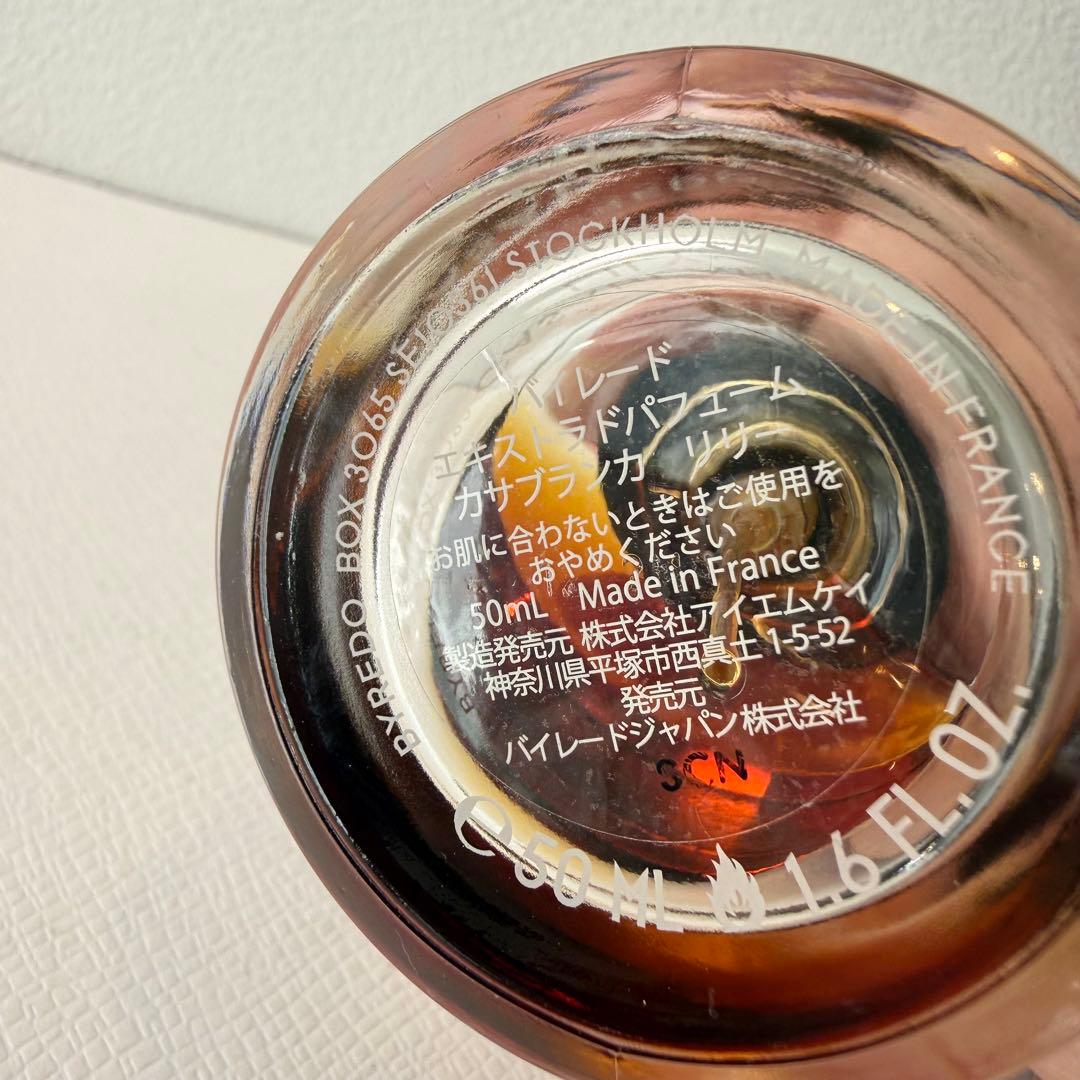 BYREDO BOX 3065 SE10361 STOCKHOLM MADE IN FRANCE
バイレード
エキストラドパフューム
カサブランカ リリー
お肌に合わないときはご使用を
おやめください
50mL Made in France
製造発売元 株式会社アイエムケイ
神奈川県平塚市西真土 1-5-52
発売元
バイレードジャパン株式会社
SCN
℮ 50 ML 1.6 FL.OZ.